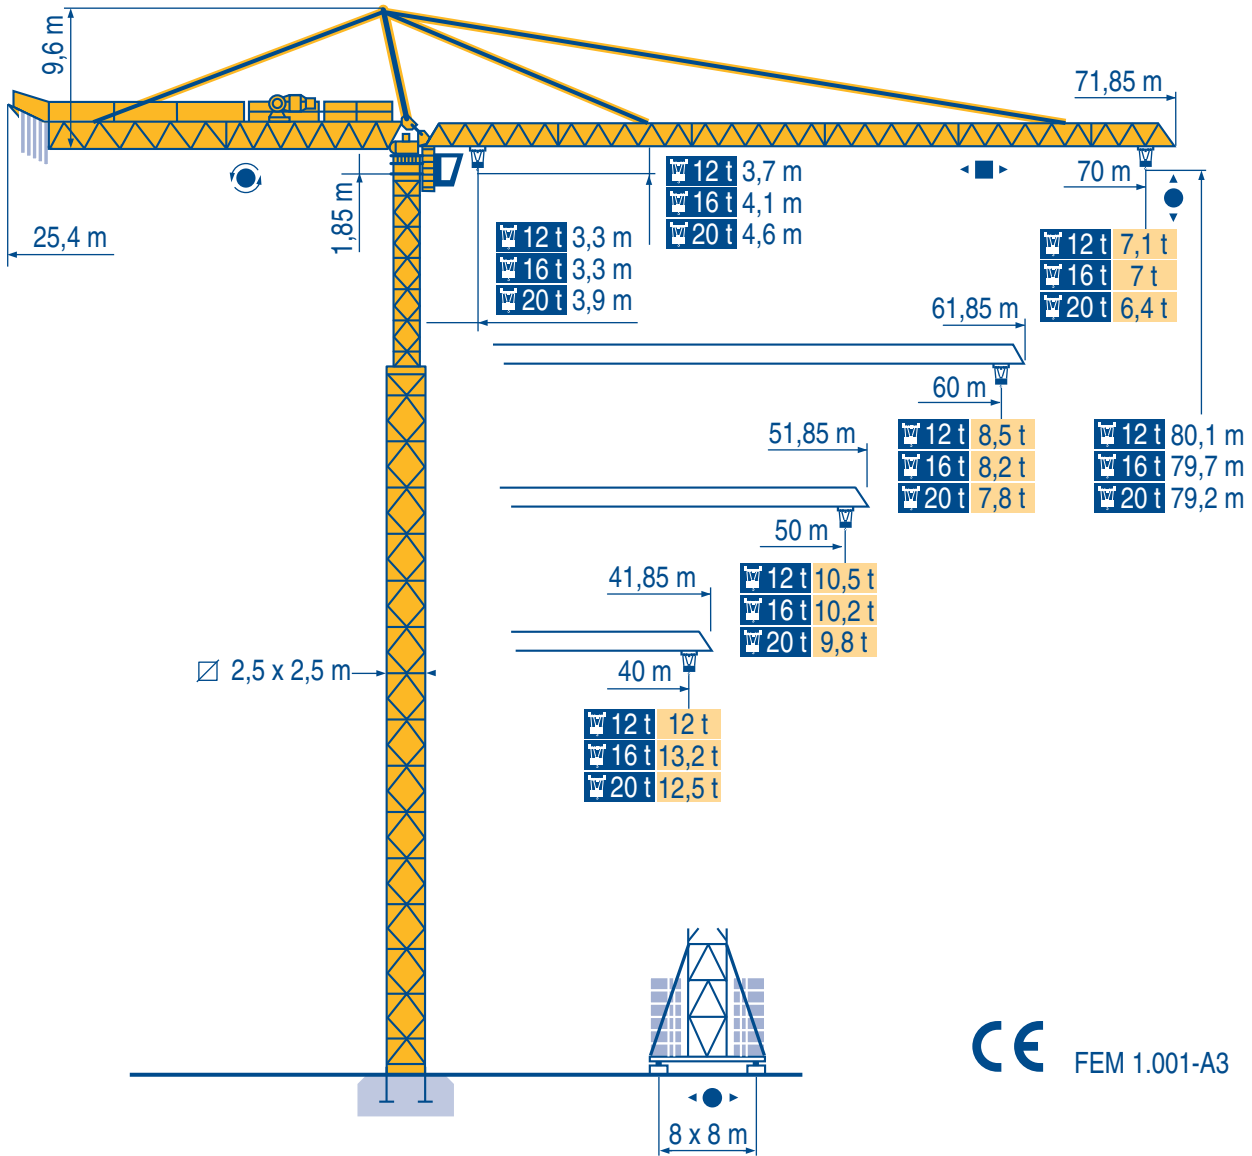 9,6 m
71,85 m
12 t 3,7 m
16 t 4,1 m
20 t 4,6 m
70 m
1,85 m
25,4 m
12 t 3,3 m
16 t 3,3 m
20 t 3,9 m
12 t 7,1 t
16 t 7 t
20 t 6,4 t
61,85 m
60 m
12 t 8,5 t
16 t 8,2 t
20 t 7,8 t
12 t 80,1 m
16 t 79,7 m
20 t 79,2 m
51,85 m
50 m
12 t 10,5 t
16 t 10,2 t
20 t 9,8 t
41,85 m
40 m
12 t 12 t
16 t 13,2 t
20 t 12,5 t
2,5 x 2,5 m
CE FEM 1.001-A3
8 x 8 m